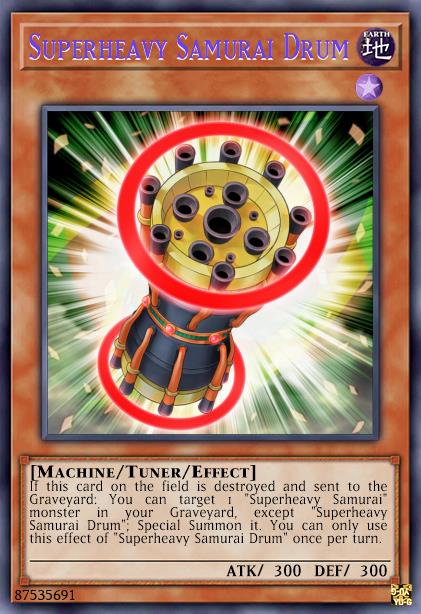 Superheavy Samurai Drum
EARTH
地
[Machine/Tuner/Effect]
If this card on the field is destroyed and sent to the
Graveyard: You can target 1 "Superheavy Samurai"
monster in your Graveyard, except "Superheavy
Samurai Drum"; Special Summon it. You can only use
this effect of "Superheavy Samurai Drum" once per turn.
ATK/ 300 DEF/ 300
87535691